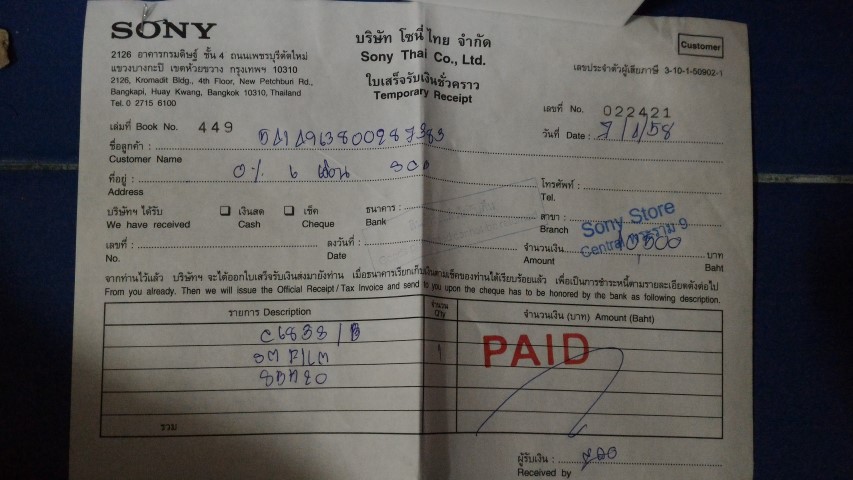 SONY
บริษัท โซนี่ ไทย จำกัด
Sony Thai Co., Ltd.
ใบเสร็จรับเงินชั่วคราว
Temporary Receipt
Customer
2126 อาคารกรมดิษฐ์ ชั้น 4 ถนนเพชรบุรีตัดใหม่
แขวงบางกะปิ เขตห้วยขวาง กรุงเทพฯ 10310
2126, Kromadit Bldg., 4th Floor, New Petchburi Rd.,
Bangkapi, Huay Kwang, Bangkok 10310, Thailand
Tel. 0 2715 6100
เลขประจำตัวผู้เสียภาษี 3-10-1-50902-1
เล่มที่ Book No. 449
เลขที่ No. 022421
วันที่ Date : 7/1/58
ชื่อลูกค้า :
Customer Name
ที่อยู่ : 0% 6 เดือน
Address
โทรศัพท์ :
Tel.
บริษัทฯ ได้รับ เงินสด เช็ค ธนาคาร :
We have received Cash Cheque Bank
สาขา :
Branch
Sony Store
Central พระราม 9
เลขที่ : ลงวันที่ : จำนวนเงิน 10,500 บาท
No. Date Amount Baht
จากท่านไว้แล้ว บริษัทฯ จะได้ออกใบเสร็จรับเงินส่งมายังท่าน เมื่อธนาคารเรียกเก็บเงินตามเช็คของท่านได้เรียบร้อยแล้ว เพื่อเป็นการชำระหนี้ตามรายละเอียดดังต่อไป
From you already. Then we will issue the Official Receipt / Tax Invoice and send to you upon the cheque has to be honored by the bank as following description.
รายการ Description จำนวน Qty จำนวนเงิน (บาท) Amount (Baht)
C6833/B
1
PAID
รวม
ผู้รับเงิน :
Received by